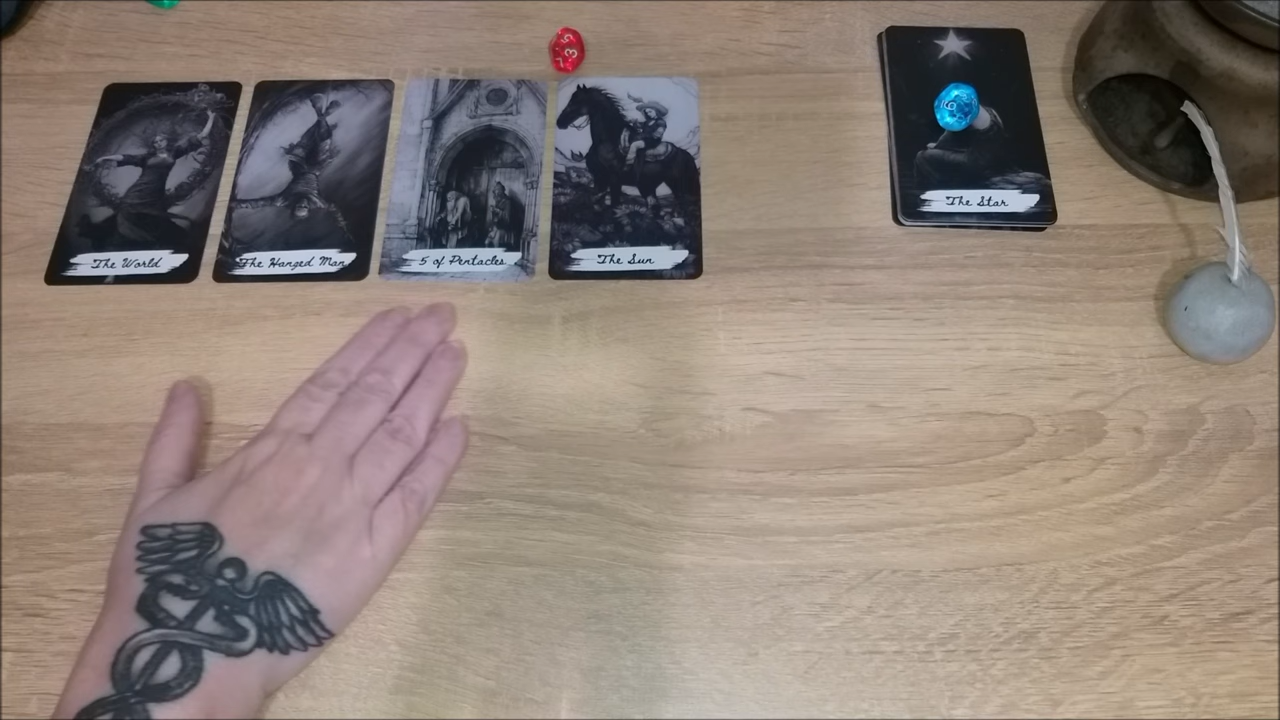 The World
The Hanged Man
5 of Pentacles
The Sun
The Star